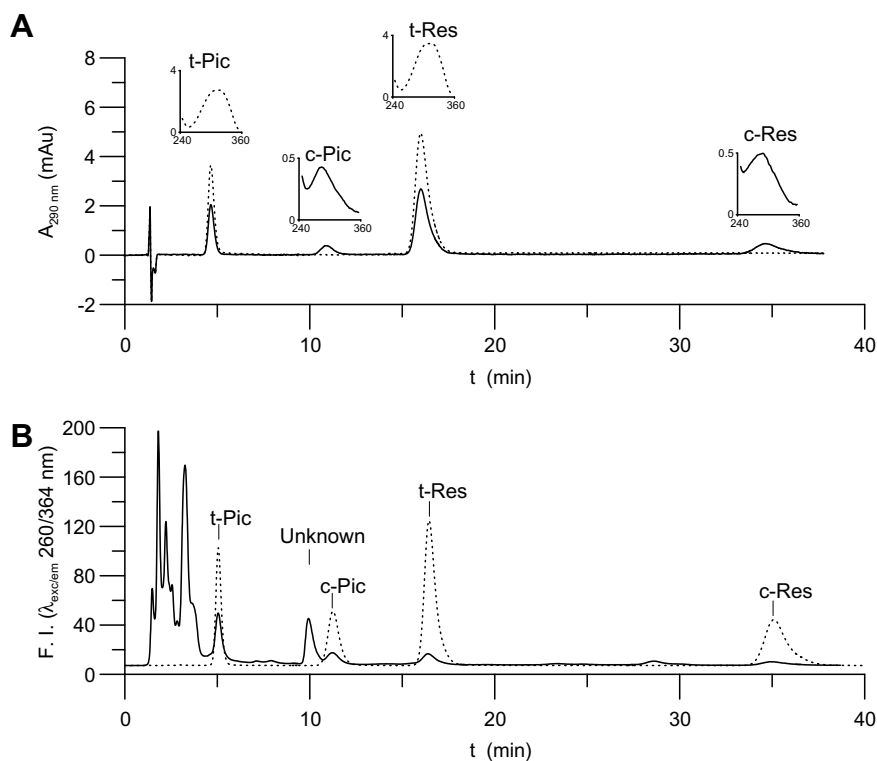 A
t-Res
4
0
240 360
t-Pic
4
0
240 360
c-Pic
0.5
0
240 360
c-Res
0.5
0
240 360
A290 nm (mAu)
8
6
4
2
0
-2
0 10 20 30 40
t (min)
B
F. I. (λexc/em 260/364 nm)
200
160
120
80
40
0
t-Pic
Unknown
c-Pic
t-Res
c-Res
0 10 20 30 40
t (min)